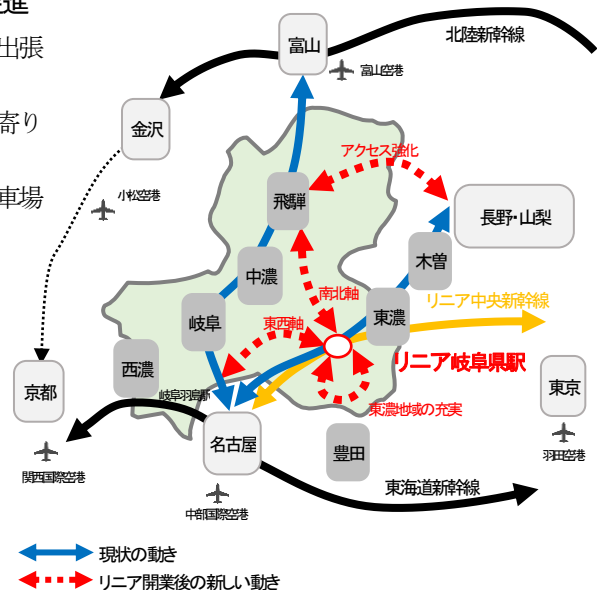 進
出張
寄り
車場
北陸新幹線
富山
富山空港
金沢
アクセス強化
小松空港
飛騨
長野・山梨
木曽
中濃
南北軸
リニア中央新幹線
岐阜
東西軸
東濃
リニア岐阜県駅
西濃
岐阜羽島駅
京都
東京
東濃地域の充実
名古屋
豊田
羽田空港
関西国際空港
東海道新幹線
中部国際空港
現状の動き
リニア開業後の新しい動き